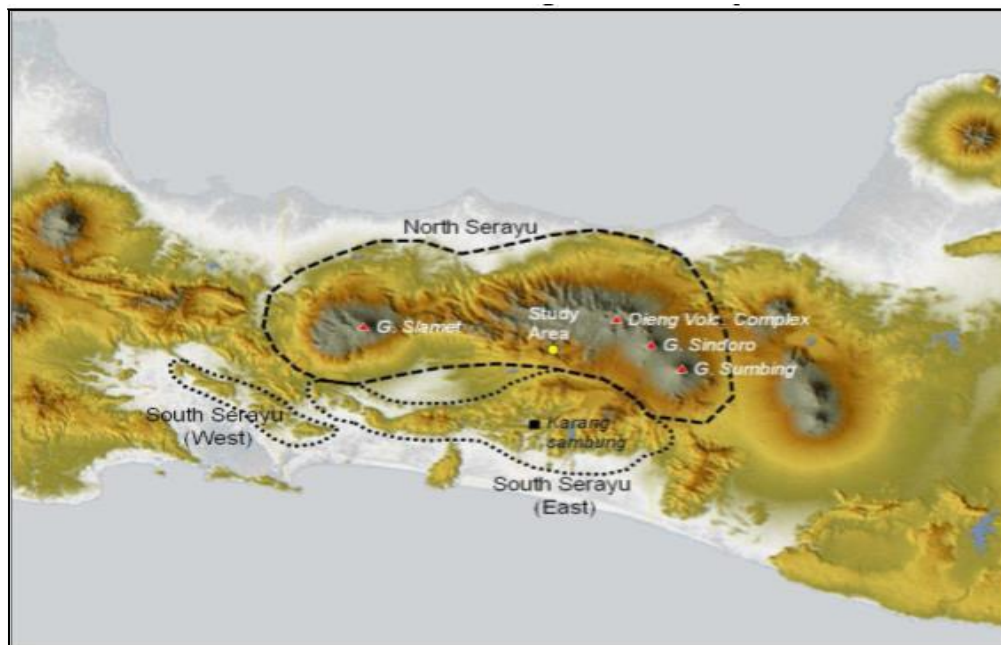 North Serayu
G. Slamet
Study
Area
Dieng Volc. Complex
G. Sindoro
G. Sumbing
South Serayu
(West)
Karang
sambung
South Serayu
(East)